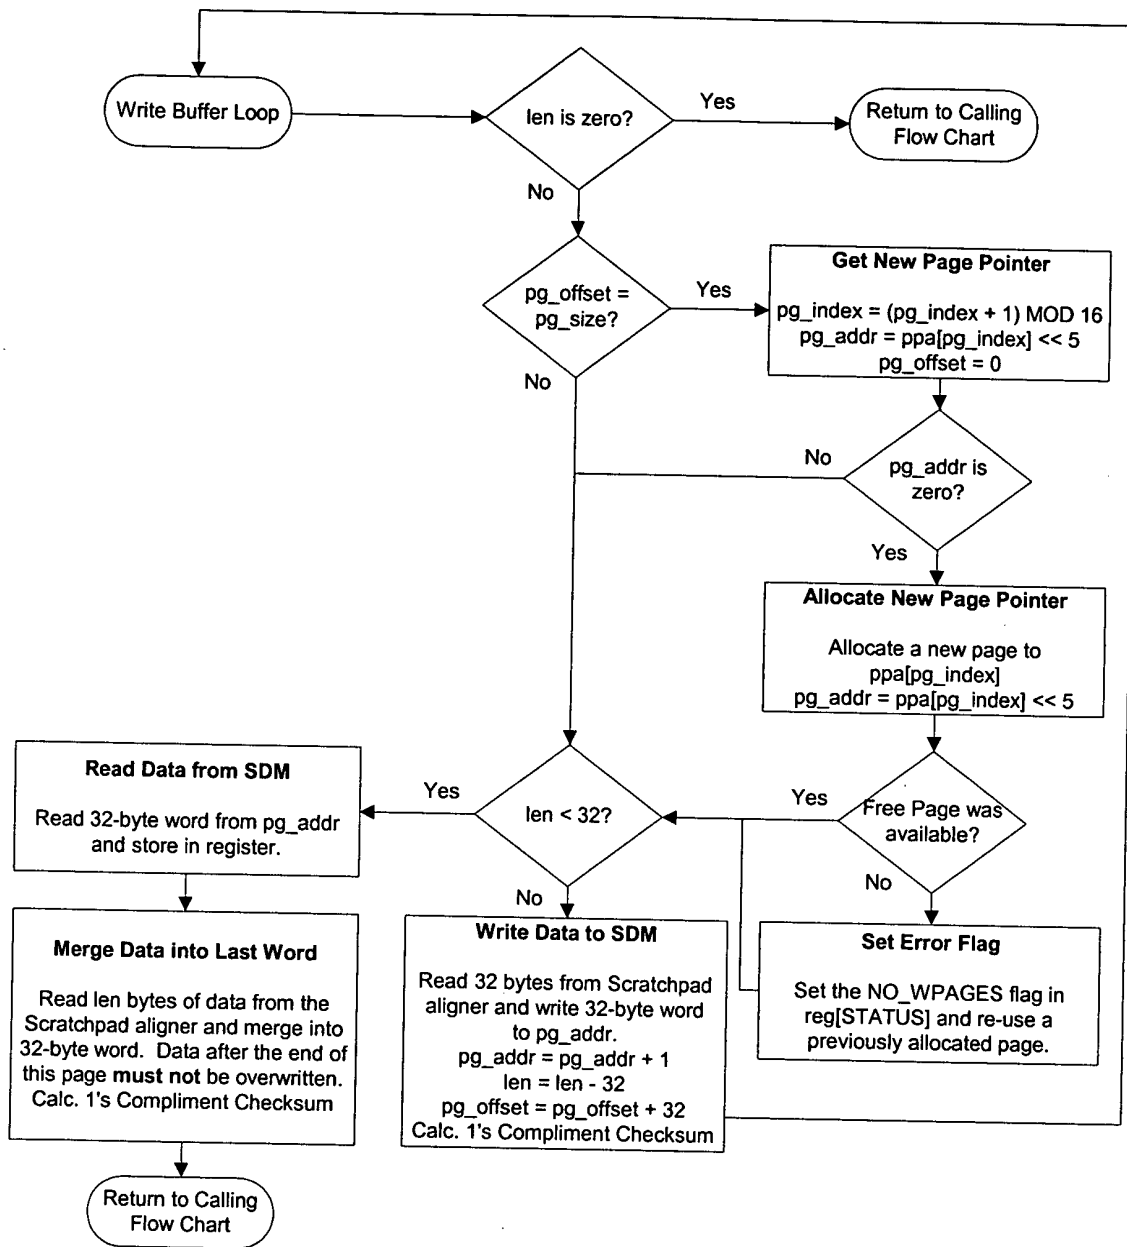 Write Buffer Loop
len is zero?
Yes
Return to Calling
Flow Chart
No
pg_offset =
pg_size?
Yes
No
Get New Page Pointer
pg_index = (pg_index + 1) MOD 16
pg_addr = ppa[pg_index] << 5
pg_offset = 0
pg_addr is
zero?
No
Yes
Allocate New Page Pointer
Allocate a new page to
ppa[pg_index]
pg_addr = ppa[pg_index] << 5
Free Page was
available?
Yes
No
Set Error Flag
Set the NO_WPAGES flag in
reg[STATUS] and re-use a
previously allocated page.
len < 32?
Yes
No
Read Data from SDM
Read 32-byte word from pg_addr
and store in register.
Merge Data into Last Word
Read len bytes of data from the
Scratchpad aligner and merge into
32-byte word. Data after the end of
this page must not be overwritten.
Calc. 1's Compliment Checksum
Write Data to SDM
Read 32 bytes from Scratchpad
aligner and write 32-byte word
to pg_addr.
pg_addr = pg_addr + 1
len = len - 32
pg_offset = pg_offset + 32
Calc. 1's Compliment Checksum
Return to Calling
Flow Chart